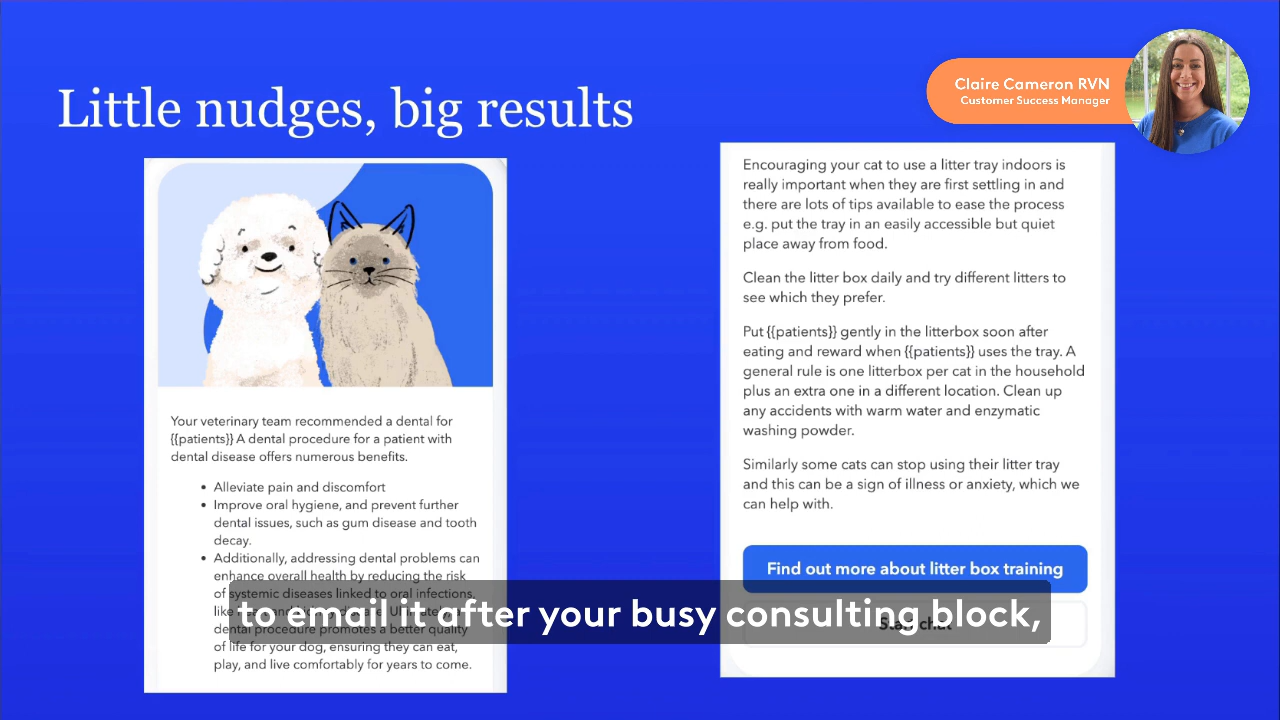 Little nudges, big results
Claire Cameron RVN
Customer Success Manager
Your veterinary team recommended a dental for
{{patients}} A dental procedure for a patient with
dental disease offers numerous benefits.
• Alleviate pain and discomfort
• Improve oral hygiene, and prevent further
dental issues, such as gum disease and tooth
decay.
• Additionally, addressing dental problems can
enhance overall health by reducing the risk
of systemic diseases linked to oral infections,
like
dental procedure promotes a better quality
of life for your dog, ensuring they can eat,
play, and live comfortably for years to come.
Encouraging your cat to use a litter tray indoors is
really important when they are first settling in and
there are lots of tips available to ease the process
e.g. put the tray in an easily accessible but quiet
place away from food.
Clean the litter box daily and try different litters to
see which they prefer.
Put {{patients}} gently in the litterbox soon after
eating and reward when {{patients}} uses the tray. A
general rule is one litterbox per cat in the household
plus an extra one in a different location. Clean up
any accidents with warm water and enzymatic
washing powder.
Similarly some cats can stop using their litter tray
and this can be a sign of illness or anxiety, which we
can help with.
Find out more about litter box training
Start chat
to email it after your busy consulting block,